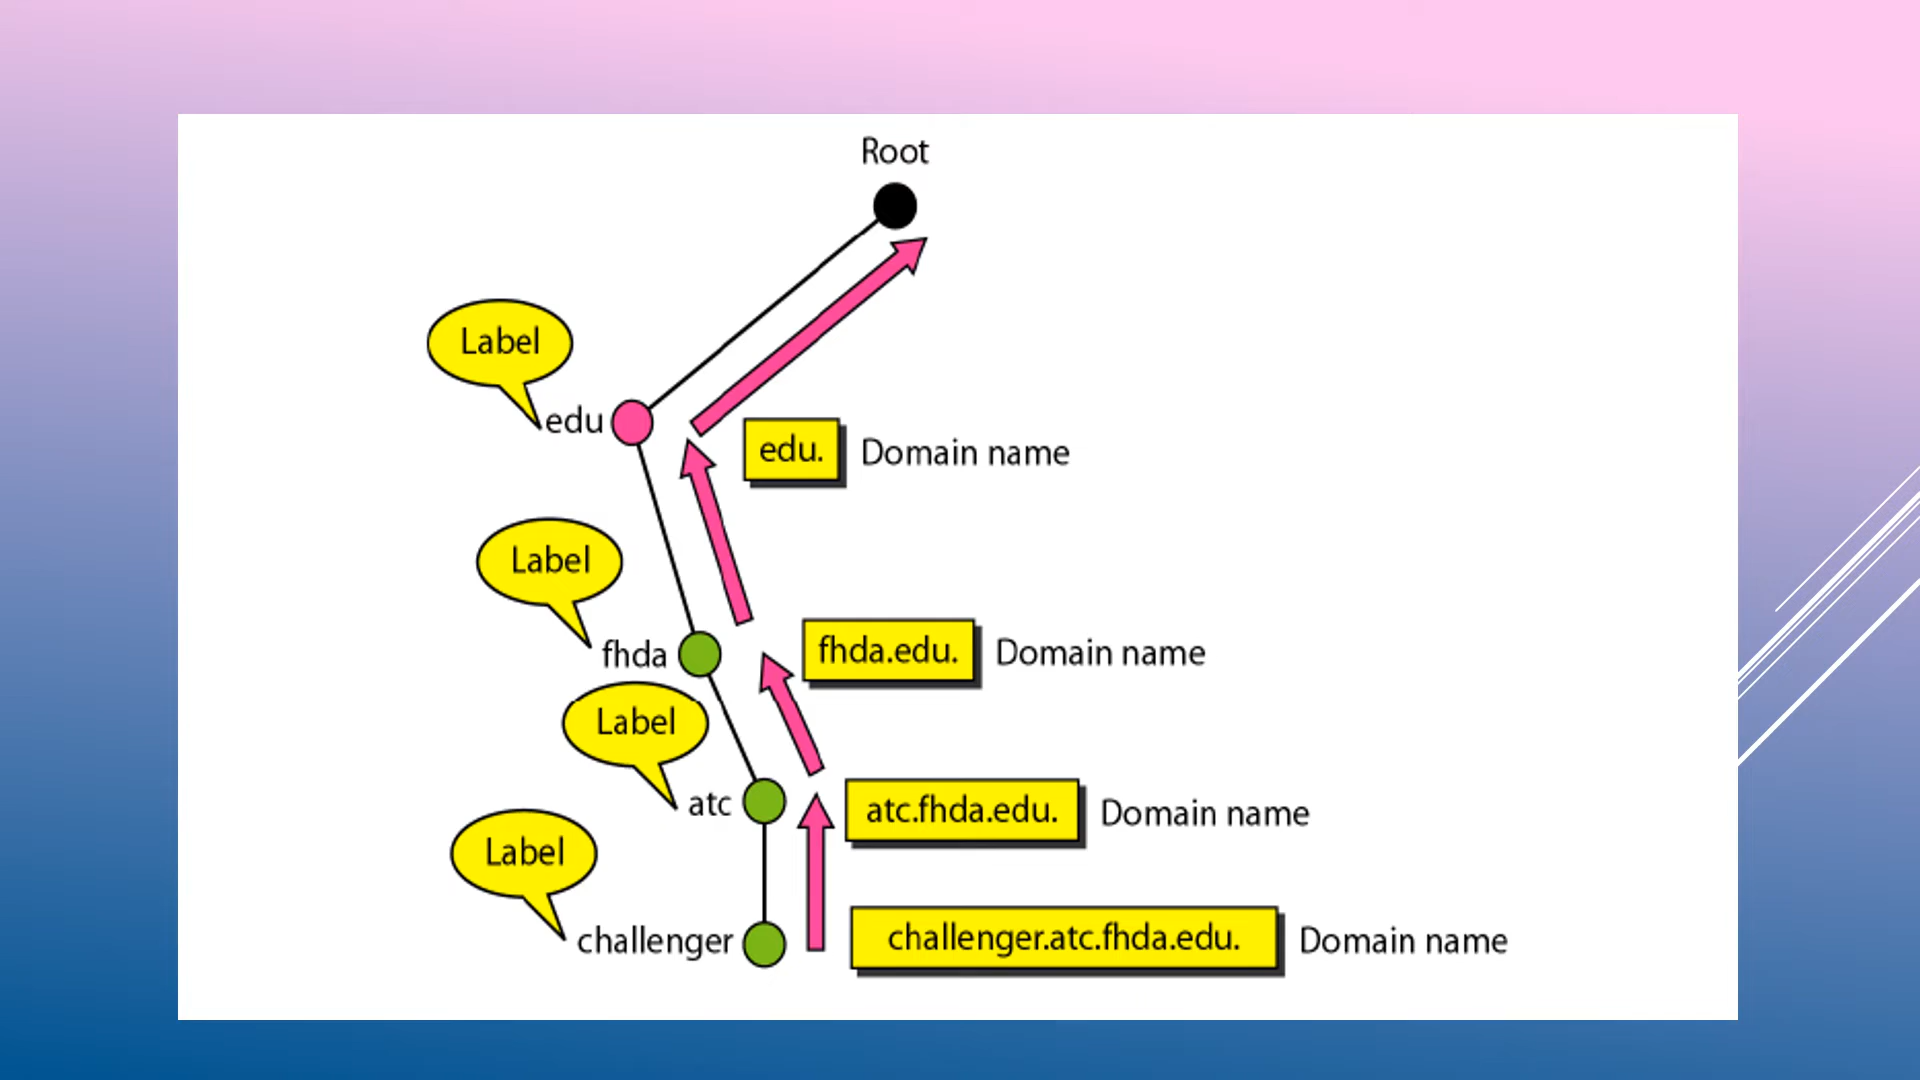 Root
Label
edu
edu. Domain name
Label
fhda
fhda.edu. Domain name
Label
atc
atc.fhda.edu. Domain name
Label
challenger
challenger.atc.fhda.edu. Domain name